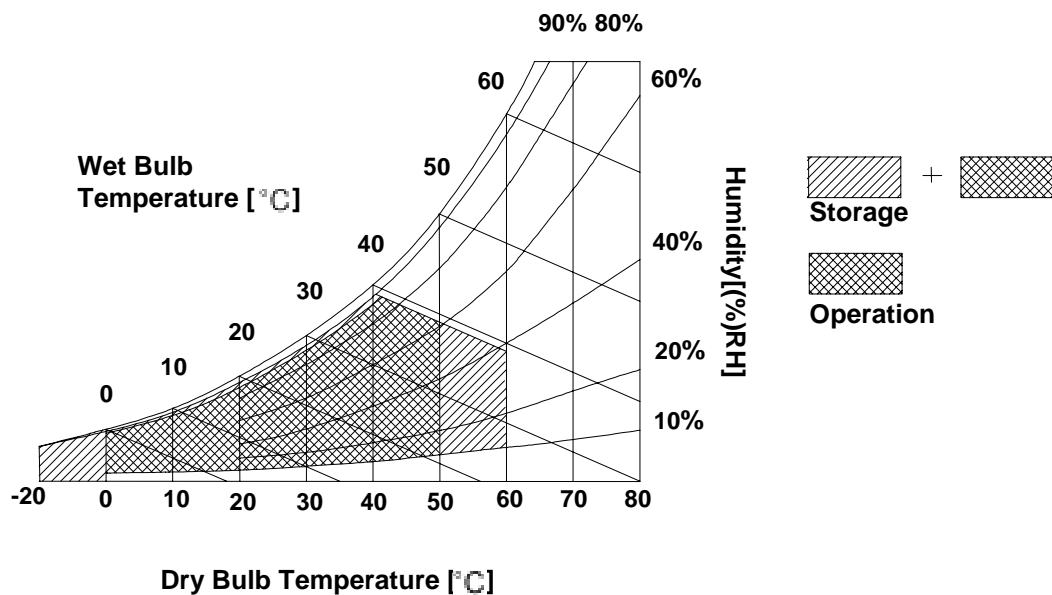 90% 80%
60
60%
Wet Bulb
Temperature [°C]
50
40
40%
30
20
20%
10
10%
0
Humidity[(%)RH]
-20 0 10 20 30 40 50 60 70 80
Dry Bulb Temperature [°C]
+
Storage
Operation